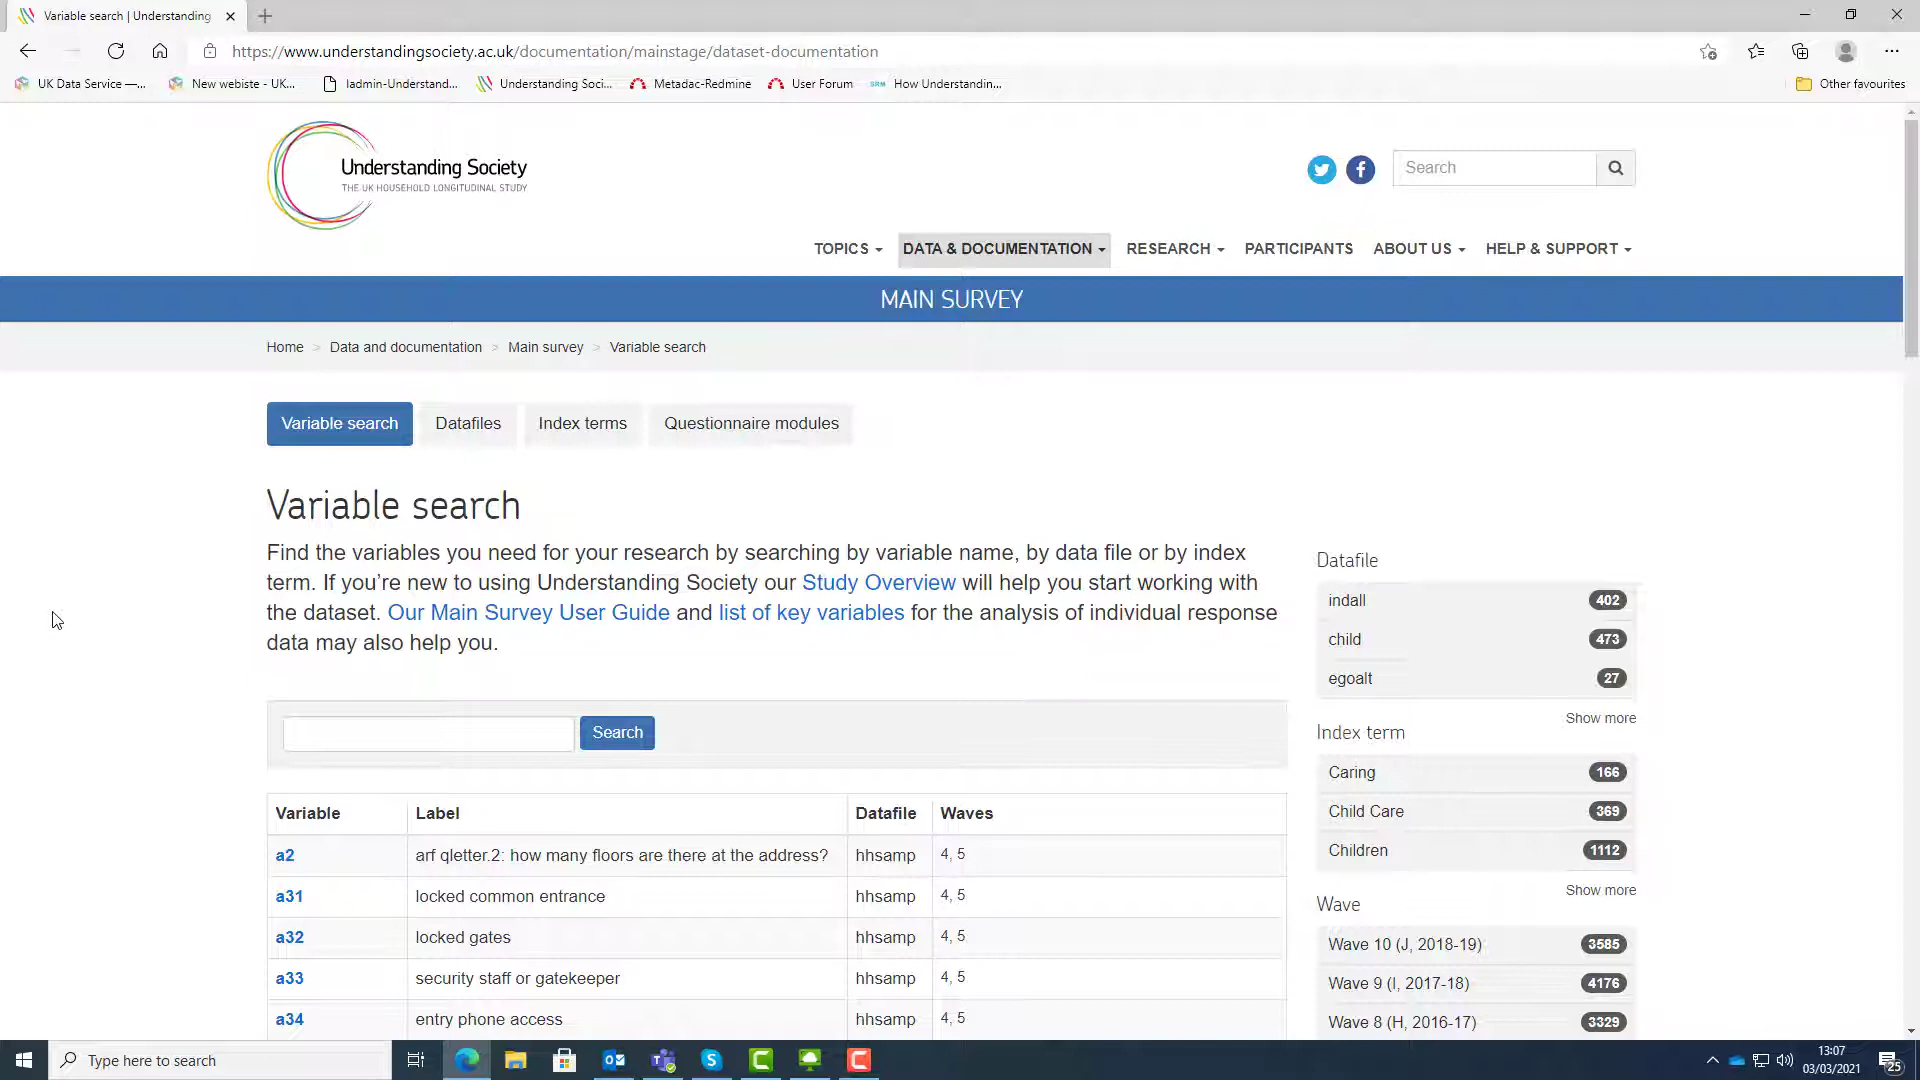 Variable search | Understanding
https://www.understandingsociety.ac.uk/documentation/mainstage/dataset-documentation
UK Data Service —...
New webiste - UK...
ladmin-Understand...
Understanding Soci...
Metadac-Redmine
User Forum
SRM
How Understandin...
Other favourites
Understanding Society
THE UK HOUSEHOLD LONGITUDINAL STUDY
Search
TOPICS
DATA & DOCUMENTATION
RESEARCH
PARTICIPANTS
ABOUT US
HELP & SUPPORT
MAIN SURVEY
Home > Data and documentation > Main survey > Variable search
Variable search
Datafiles
Index terms
Questionnaire modules
Variable search
Find the variables you need for your research by searching by variable name, by data file or by index
term. If you’re new to using Understanding Society our Study Overview will help you start working with
the dataset. Our Main Survey User Guide and list of key variables for the analysis of individual response
data may also help you.
Search
Variable Label Datafile Waves
a2 arf qletter.2: how many floors are there at the address? hhsamp 4, 5
a31 locked common entrance hhsamp 4, 5
a32 locked gates hhsamp 4, 5
a33 security staff or gatekeeper hhsamp 4, 5
a34 entry phone access hhsamp 4, 5
Datafile
indall 402
child 473
egoalt 27
Show more
Index term
Caring 166
Child Care 369
Children 1112
Show more
Wave
Wave 10 (J, 2018-19) 3585
Wave 9 (I, 2017-18) 4176
Wave 8 (H, 2016-17) 3329
Type here to search
13:07
03/03/2021
25